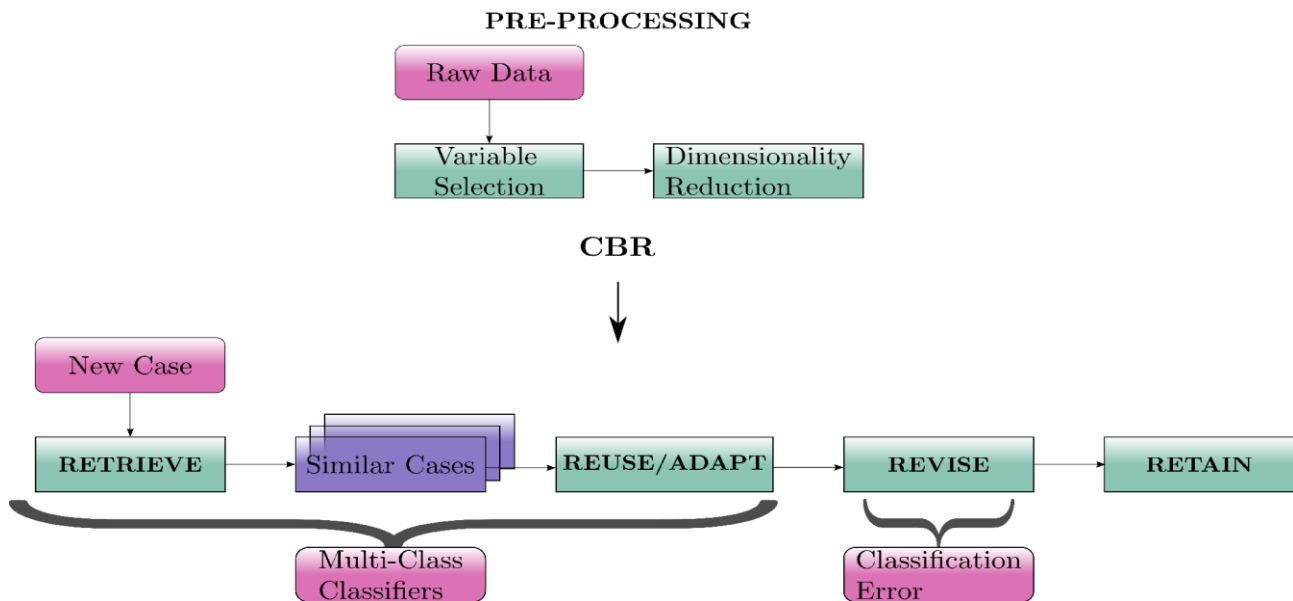 PRE-PROCESSING
Raw Data
Variable
Selection
Dimensionality
Reduction
CBR
New Case
RETRIEVE
Similar Cases
REUSE/ADAPT
REVISE
RETAIN
Multi-Class
Classifiers
Classification
Error